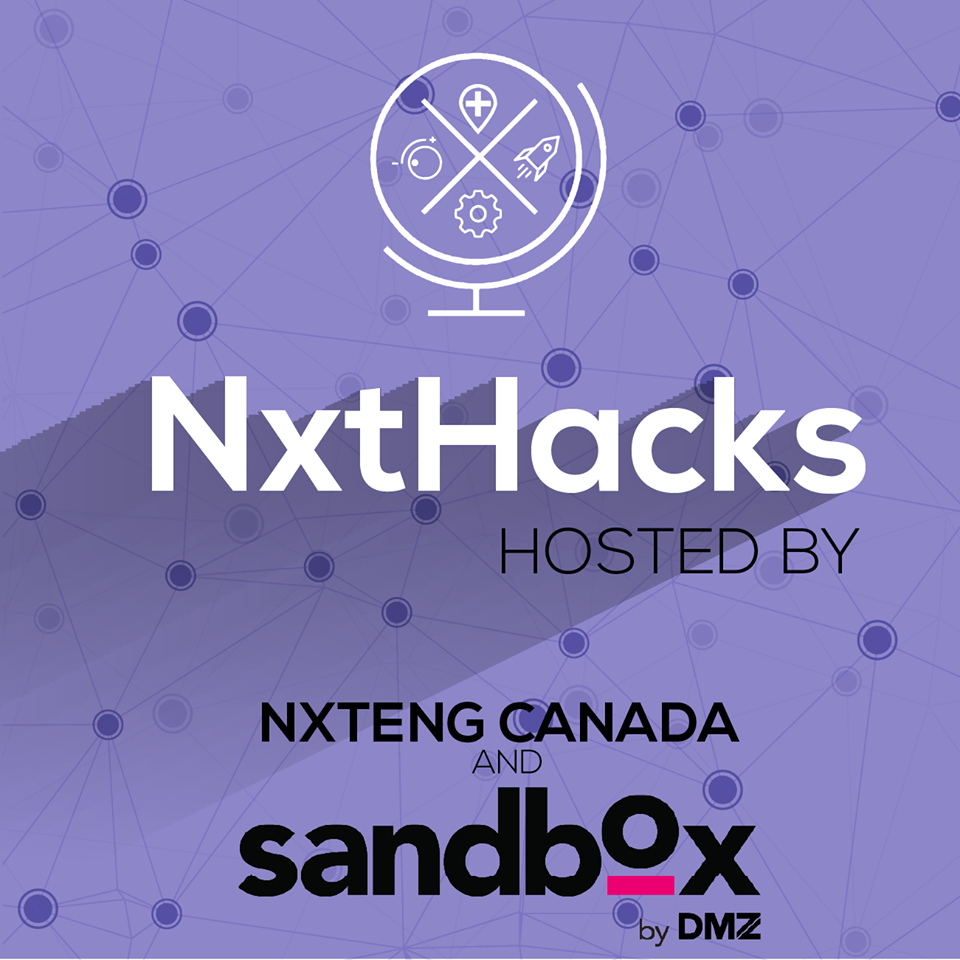 NxtHacks
HOSTED BY
NXTENG CANADA
AND
sandbox
by DMZ